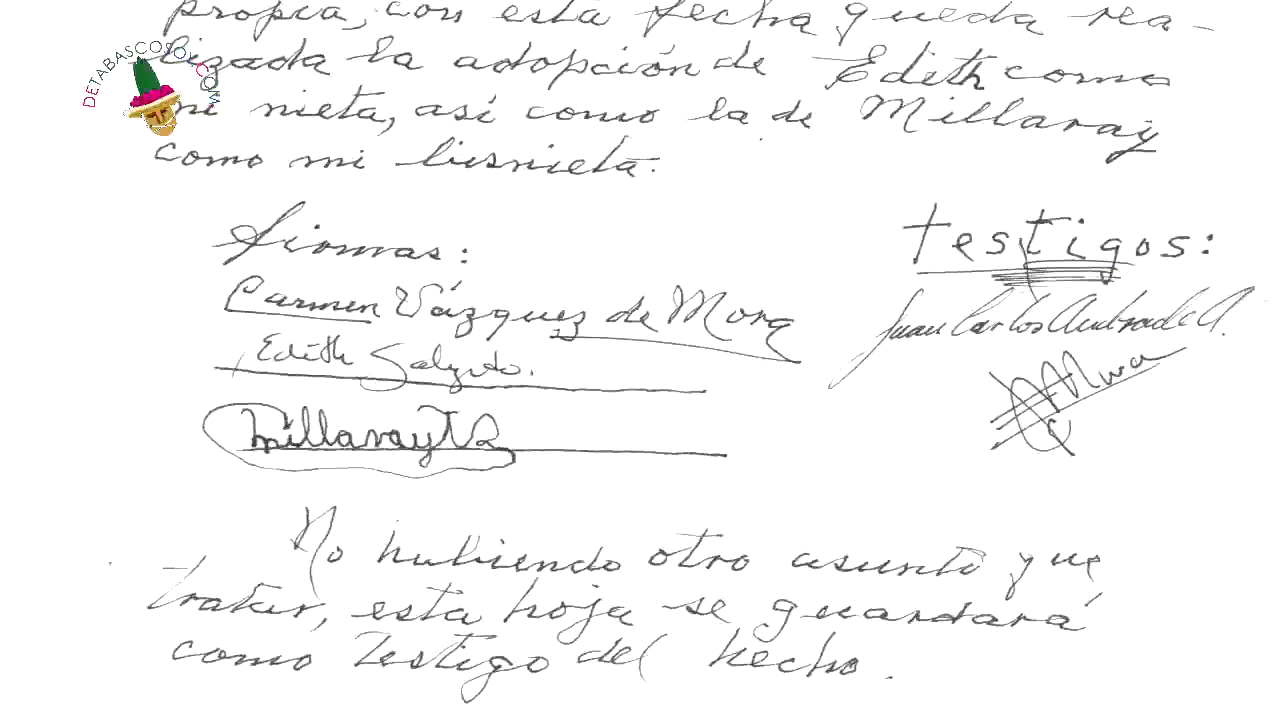 propia, con esta fecha queda rea-
lizada la adopción de Edith como
mi nieta, así como la de Millaray
como mi bisnieta.
DETABASCOSOY.COM
firmas:
Carmen Vázquez de Mora
Edith Salgado.
Millaray
testigos:
Juan Carlos Andrade A.
No hubiendo otro asunto que
tratar, esta hoja se guardará
como testigo del hecho.